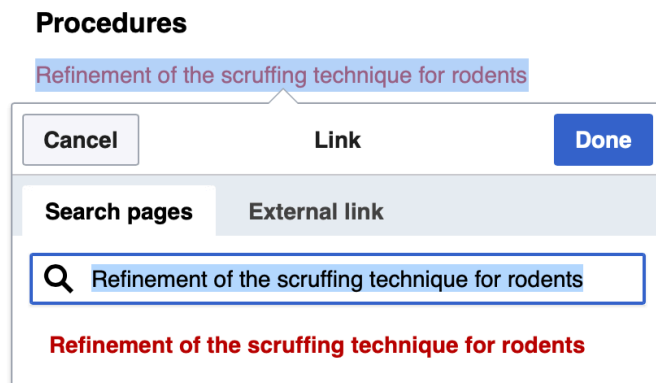 Procedures
Refinement of the scruffing technique for rodents
Cancel Link Done
Search pages External link
Refinement of the scruffing technique for rodents
Refinement of the scruffing technique for rodents